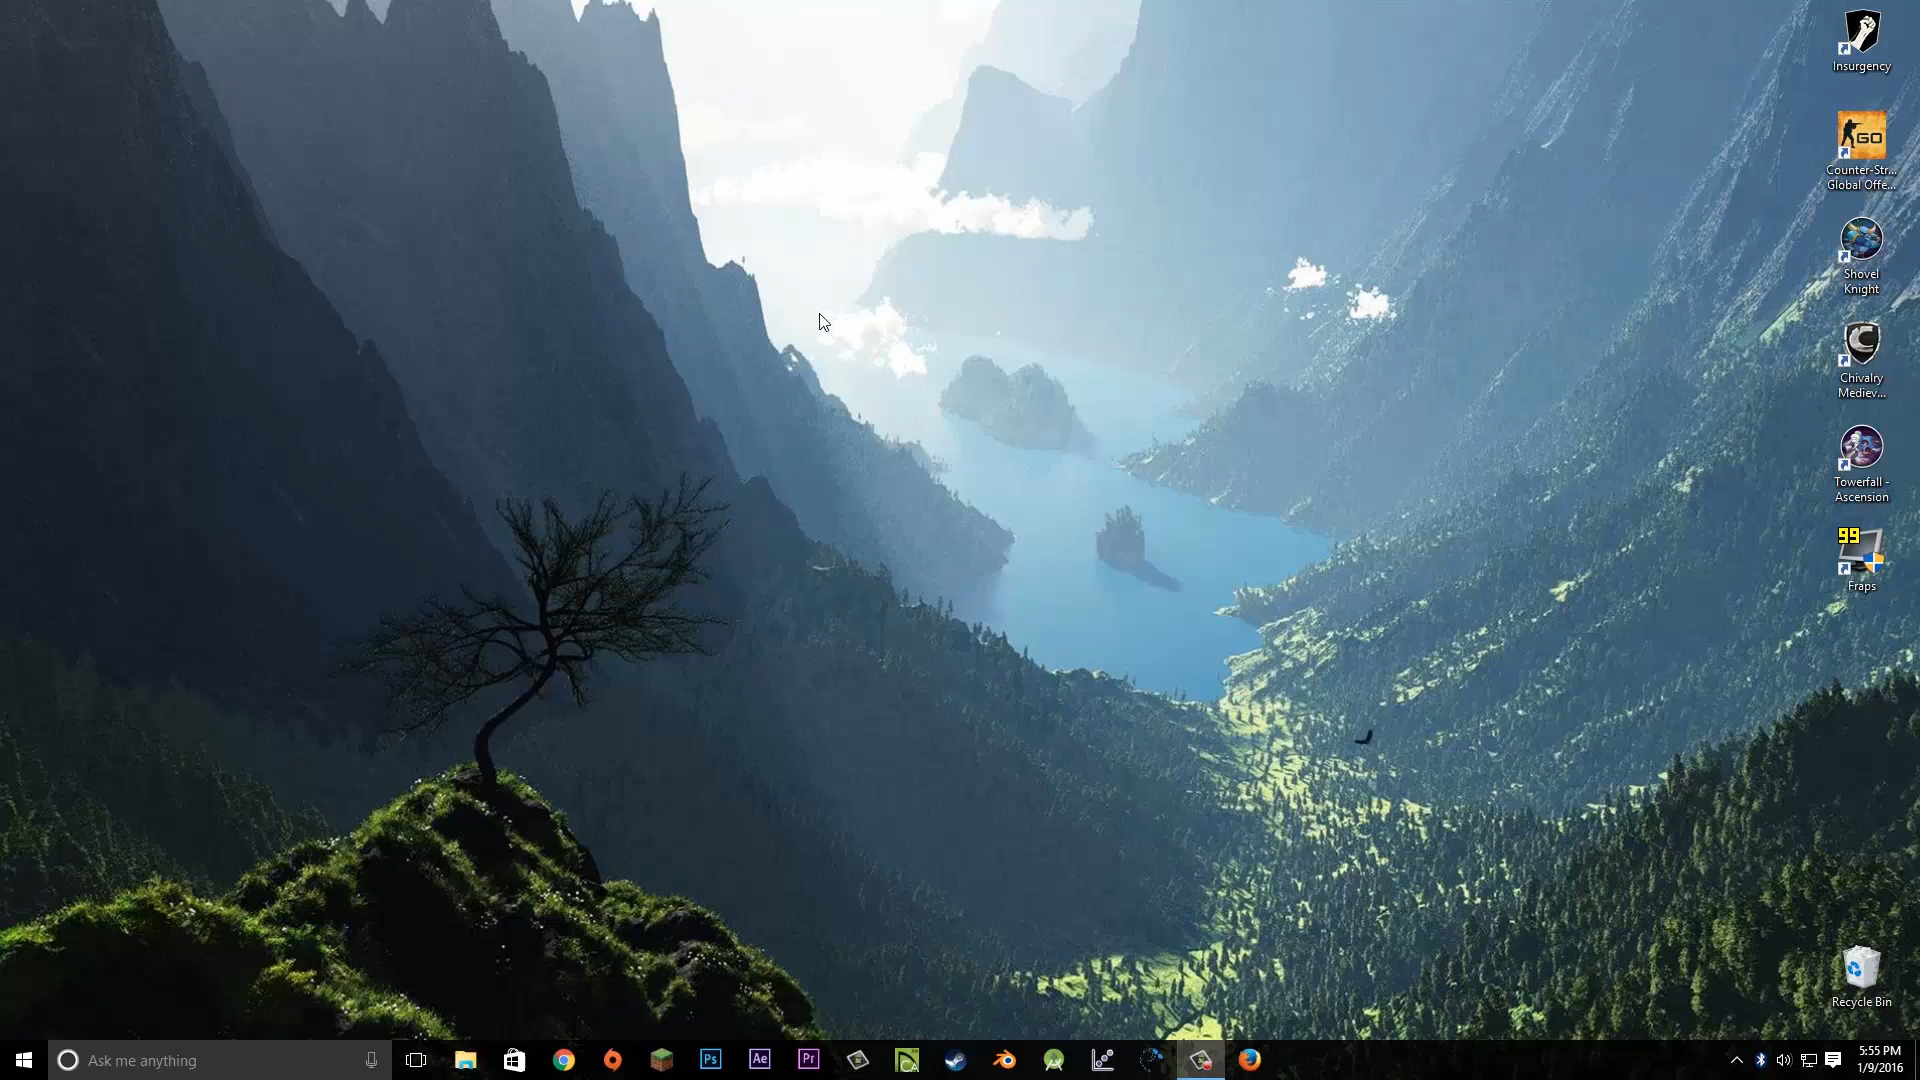 Insurgency
GO
Counter-Str...
Global Offe...
Shovel
Knight
C
Chivalry
Mediev...
Towerfall -
Ascension
99
Fraps
Recycle Bin
Ask me anything
Ps
Ae
Pr
5:55 PM
1/9/2016